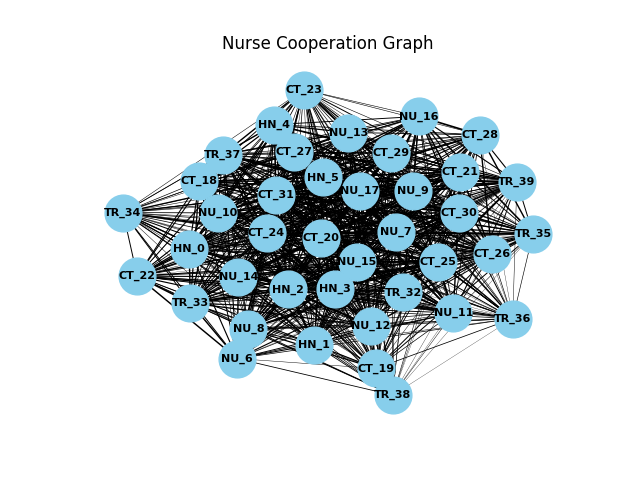 Nurse Cooperation Graph
CT_23
NU_16
HN_4
NU_13
CT_28
CT_27
CT_29
TR_37
CT_21
HN_5
CT_18
TR_39
NU_17
NU_9
CT_31
TR_34
NU_10
CT_30
NU_7
CT_24
TR_35
CT_20
HN_0
CT_26
NU_15
CT_25
CT_22
NU_14
HN_2
HN_3
TR_32
TR_33
NU_11
TR_36
NU_12
NU_8
HN_1
NU_6
CT_19
TR_38